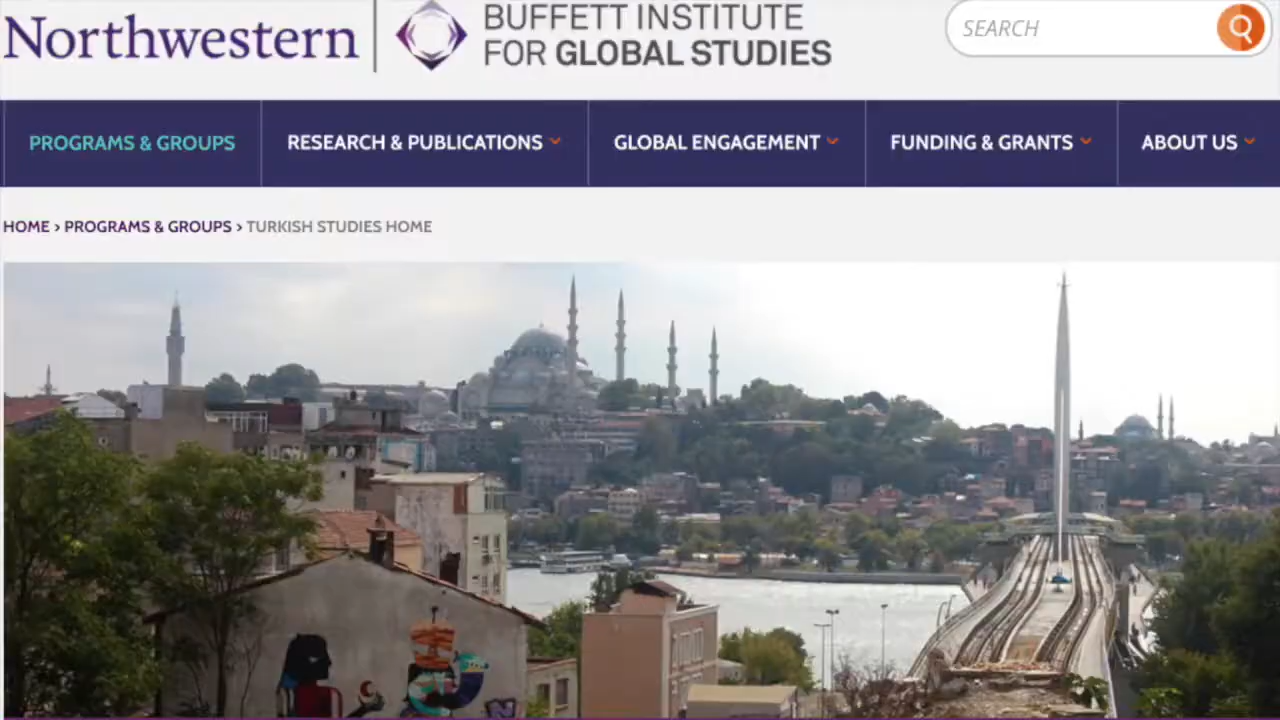 Northwestern
BUFFETT INSTITUTE
FOR GLOBAL STUDIES
SEARCH
PROGRAMS & GROUPS
RESEARCH & PUBLICATIONS
GLOBAL ENGAGEMENT
FUNDING & GRANTS
ABOUT US
HOME › PROGRAMS & GROUPS › TURKISH STUDIES HOME